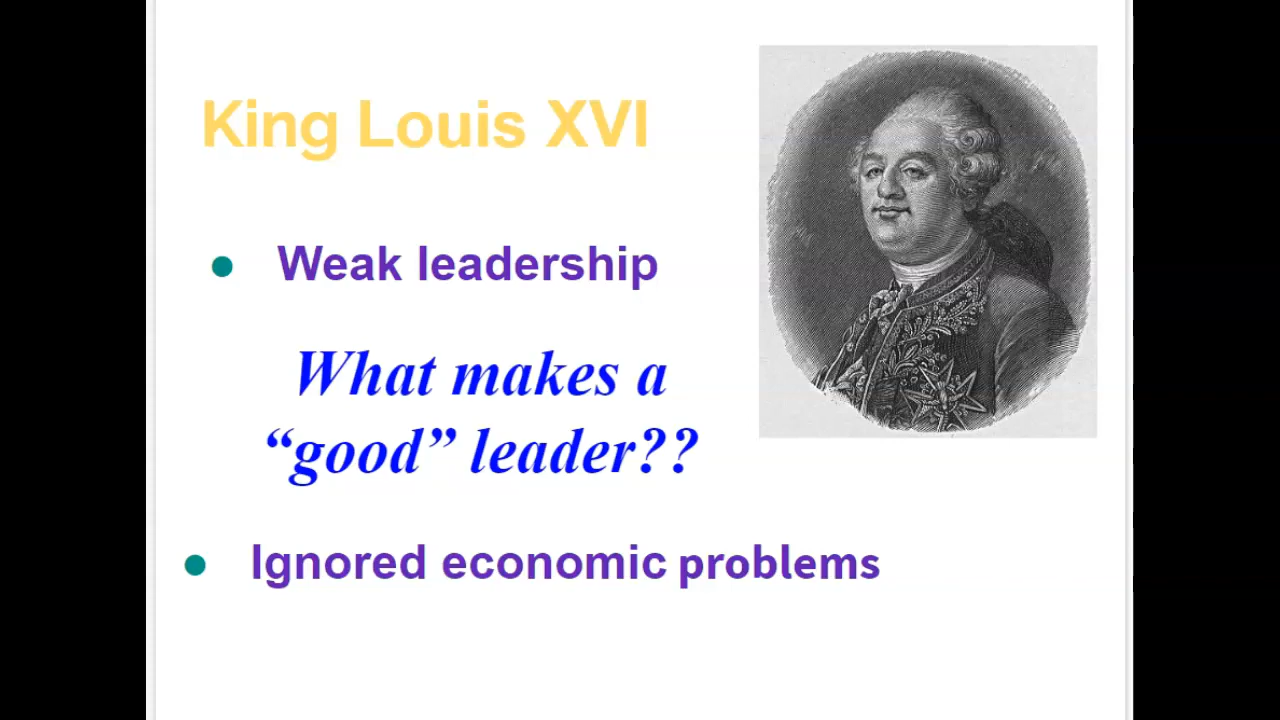 King Louis XVI
● Weak leadership
What makes a
“good” leader??
● Ignored economic problems